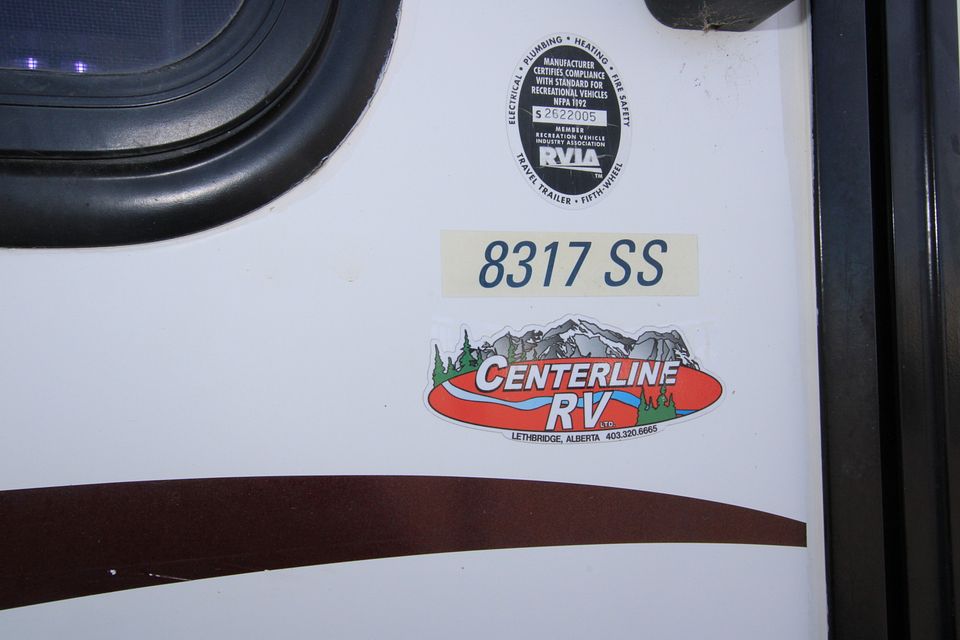 ELECTRICAL • PLUMBING • HEATING • FIRE SAFETY
MANUFACTURER
CERTIFIES COMPLIANCE
WITH STANDARD FOR
RECREATIONAL VEHICLES
NFPA 1192
S 2622005
MEMBER
RECREATION VEHICLE
INDUSTRY ASSOCIATION
RVIA
TM
TRAVEL TRAILER • FIFTH-WHEEL
8317 SS
CENTERLINE
RV LTD.
LETHBRIDGE, ALBERTA 403.320.6665